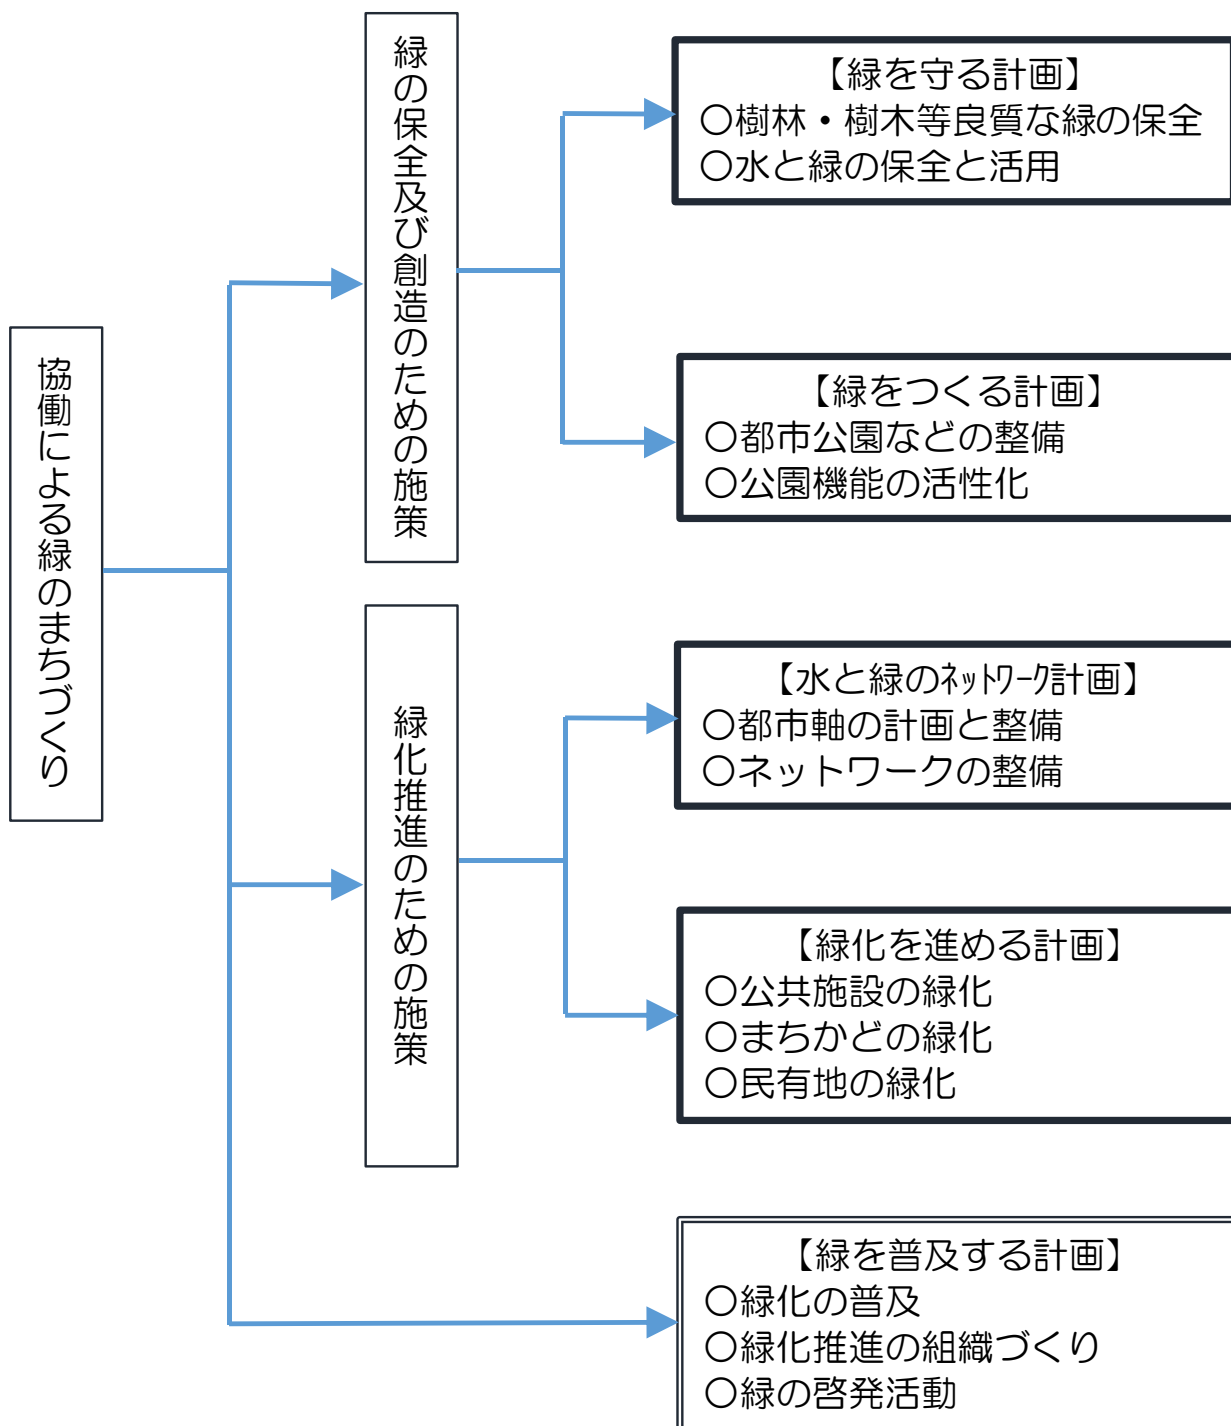 協働による緑のまちづくり
緑の保全及び創造のための施策
【緑を守る計画】
○樹林・樹木等良質な緑の保全
○水と緑の保全と活用
【緑をつくる計画】
○都市公園などの整備
○公園機能の活性化
緑化推進のための施策
【水と緑のﾈｯﾄﾜｰｸ計画】
○都市軸の計画と整備
○ネットワークの整備
【緑化を進める計画】
○公共施設の緑化
○まちかどの緑化
○民有地の緑化
【緑を普及する計画】
○緑化の普及
○緑化推進の組織づくり
○緑の啓発活動